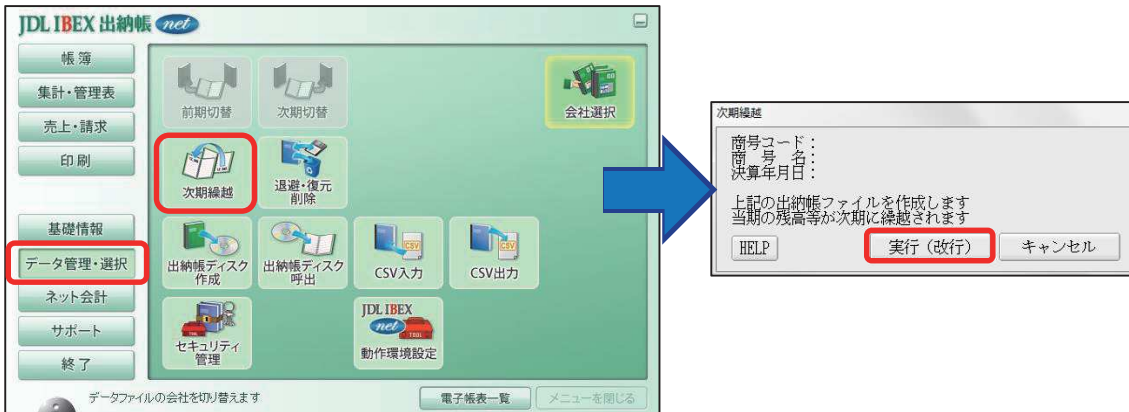 JDL IBEX 出納帳 net
帳簿
集計・管理表
売上・請求
印刷
基礎情報
データ管理・選択
ネット会計
サポート
終了
前期切替
次期切替
会社選択
次期繰越
退避・復元
削除
出納帳ディスク
作成
出納帳ディスク
呼出
CSV
CSV入力
CSV
CSV出力
セキュリティ
管理
JDL IBEX
net
動作環境設定
データファイルの会社を切り替えます
電子帳表一覧
メニューを閉じる
次期繰越
商号コード：
商　号　名：
決算年月日：
上記の出納帳ファイルを作成します
当期の残高等が次期に繰越されます
HELP
実行（改行）
キャンセル